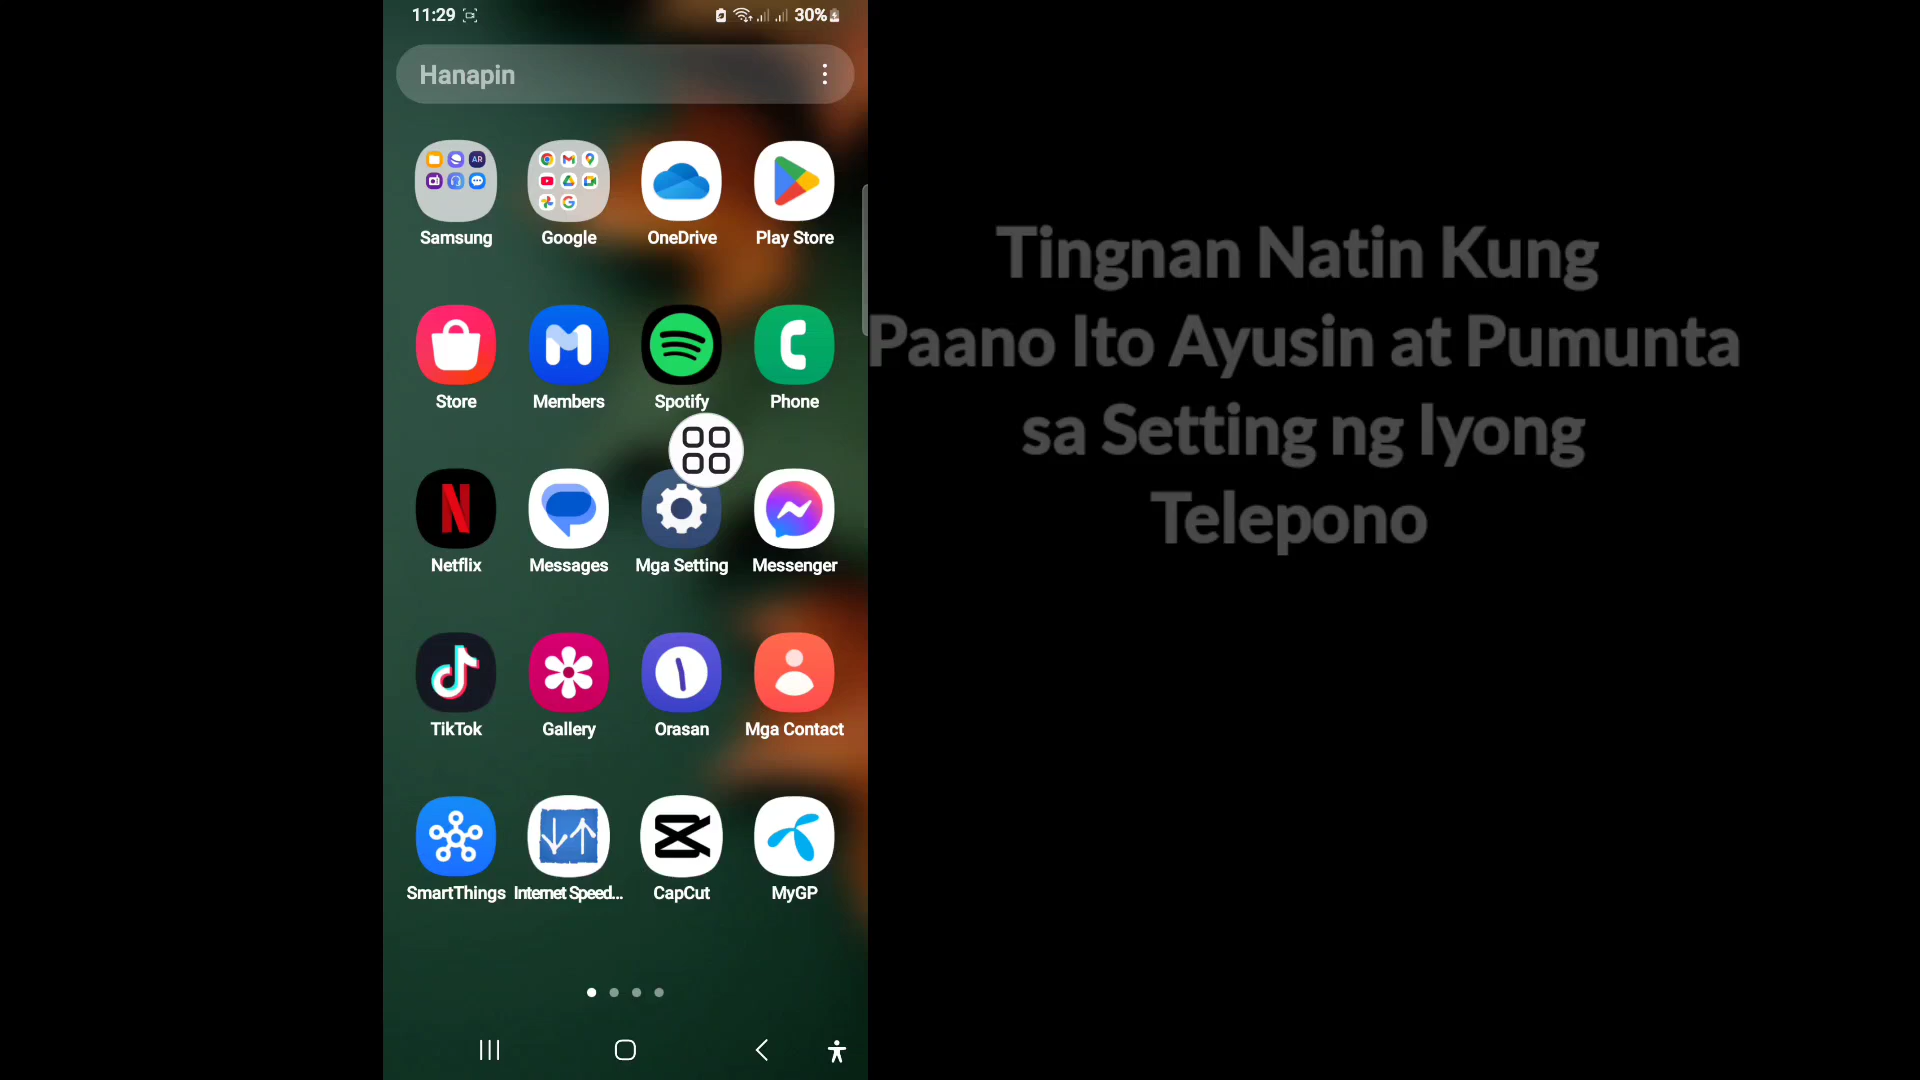 11:29
30%
Hanapin
AR
Samsung
Google
OneDrive
Play Store
Store
Members
Spotify
Phone
Netflix
Messages
Mga Setting
Messenger
TikTok
Gallery
Orasan
Mga Contact
SmartThings
Internet Speed...
CapCut
MyGP
Tingnan Natin Kung
Paano Ito Ayusin at Pumunta
sa Setting ng Iyong
Telepono